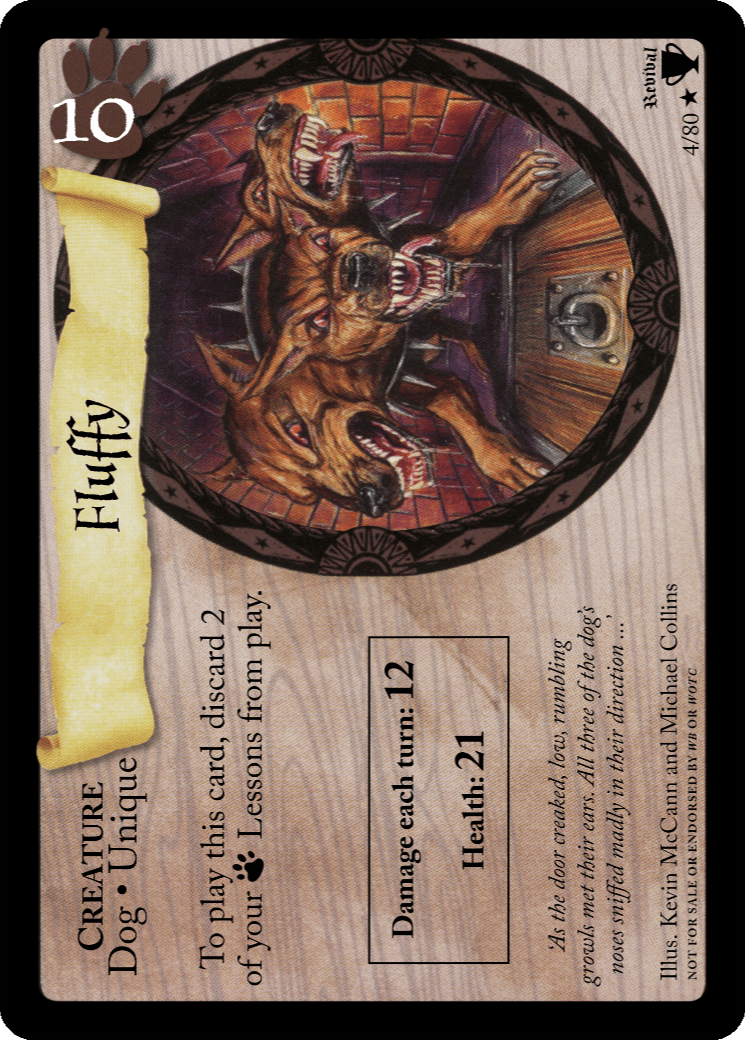 10
Fluffy
CREATURE
Dog • Unique
To play this card, discard 2
of your Lessons from play.
Damage each turn: 12
Health: 21
'As the door creaked, low, rumbling
growls met their ears. All three of the dog's
noses sniffed madly in their direction ...'
Illus. Kevin McCann and Michael Collins
NOT FOR SALE OR ENDORSED BY WB OR WOTC
Revival
4/80 ★